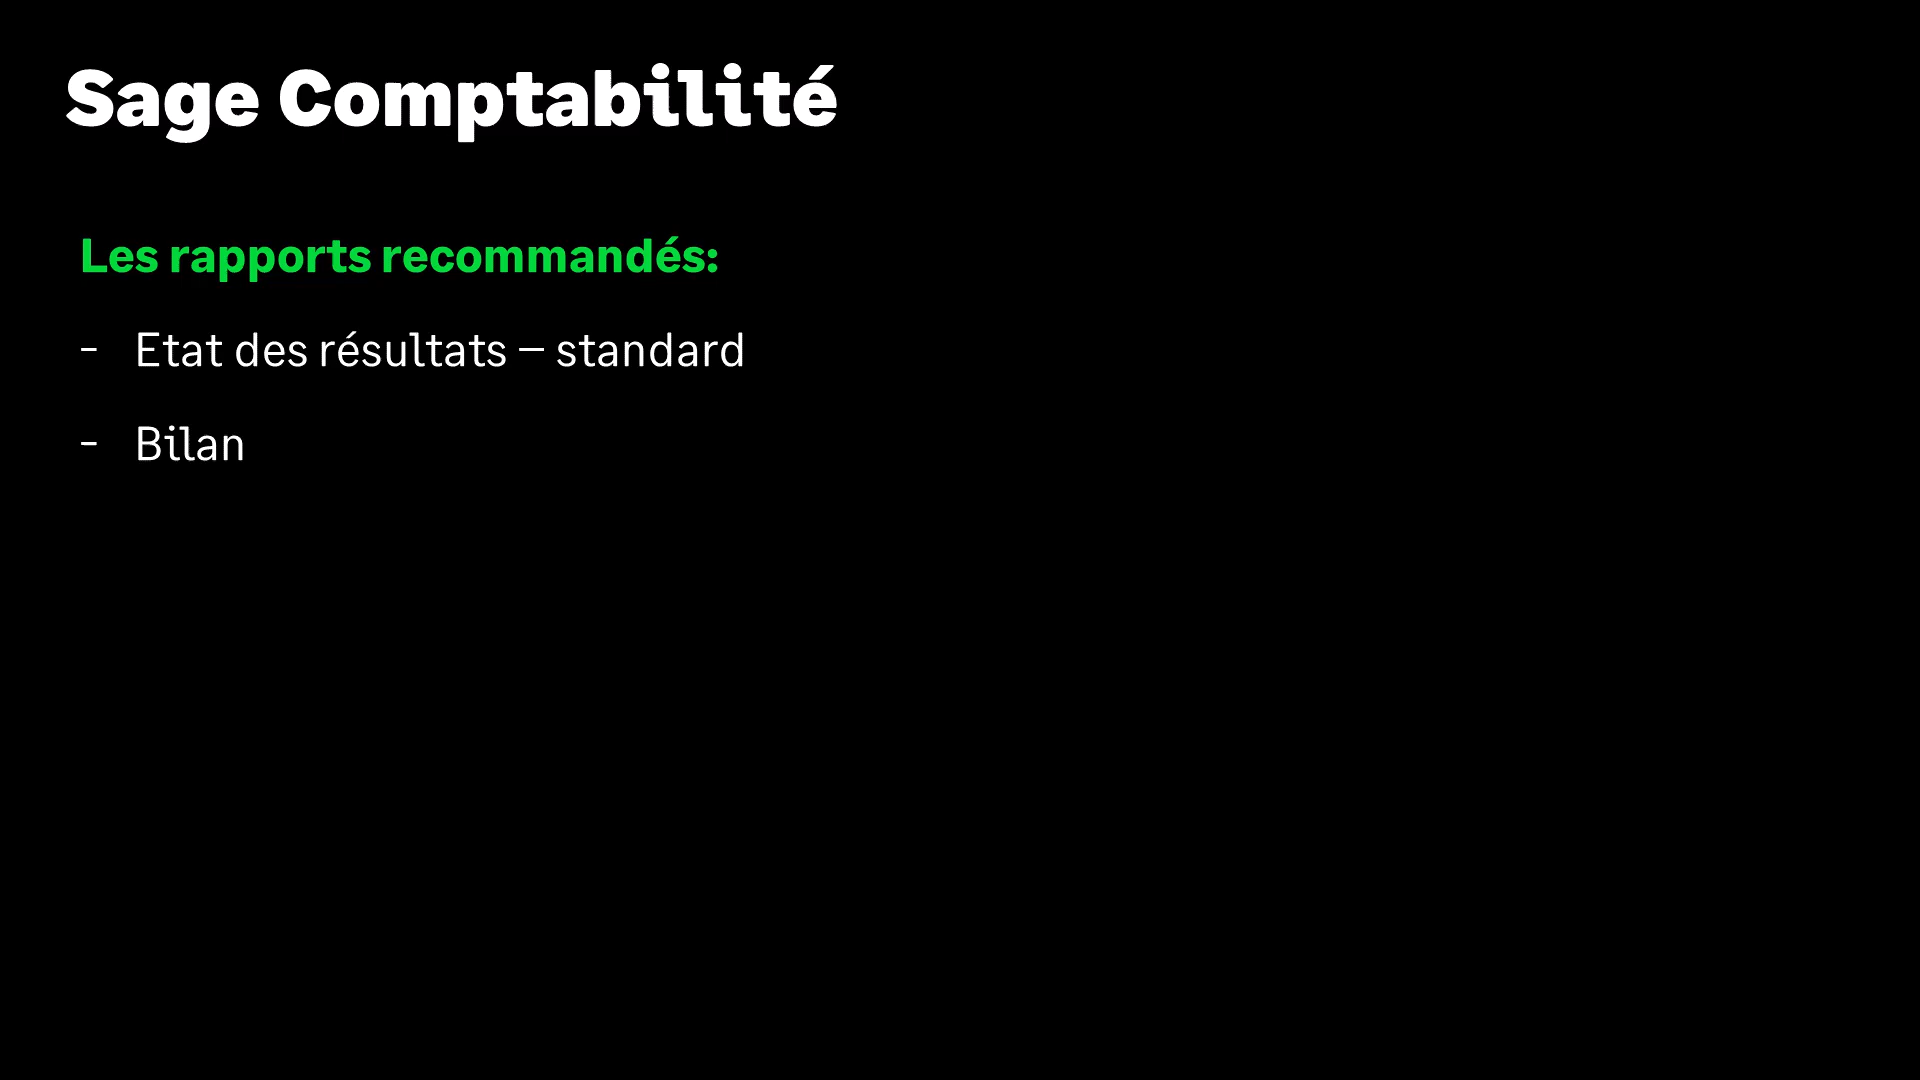 Sage Comptabilité
Les rapports recommandés:
- Etat des résultats – standard
- Bilan